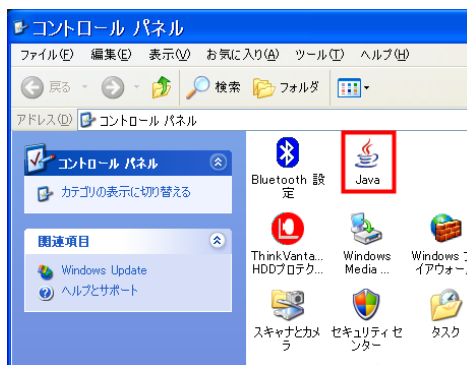 コントロール パネル
ファイル(F) 編集(E) 表示(V) お気に入り(A) ツール(T) ヘルプ(H)
戻る 検索 フォルダ
アドレス(D) コントロール パネル
コントロール パネル
カテゴリの表示に切り替える
関連項目
Windows Update
ヘルプとサポート
Bluetooth 設
定
Java
ThinkVanta...
HDDプロテク...
Windows
Media ...
Windows フ
イアウォー
スキャナとカメ
ラ
セキュリティ セ
ンター
タスク